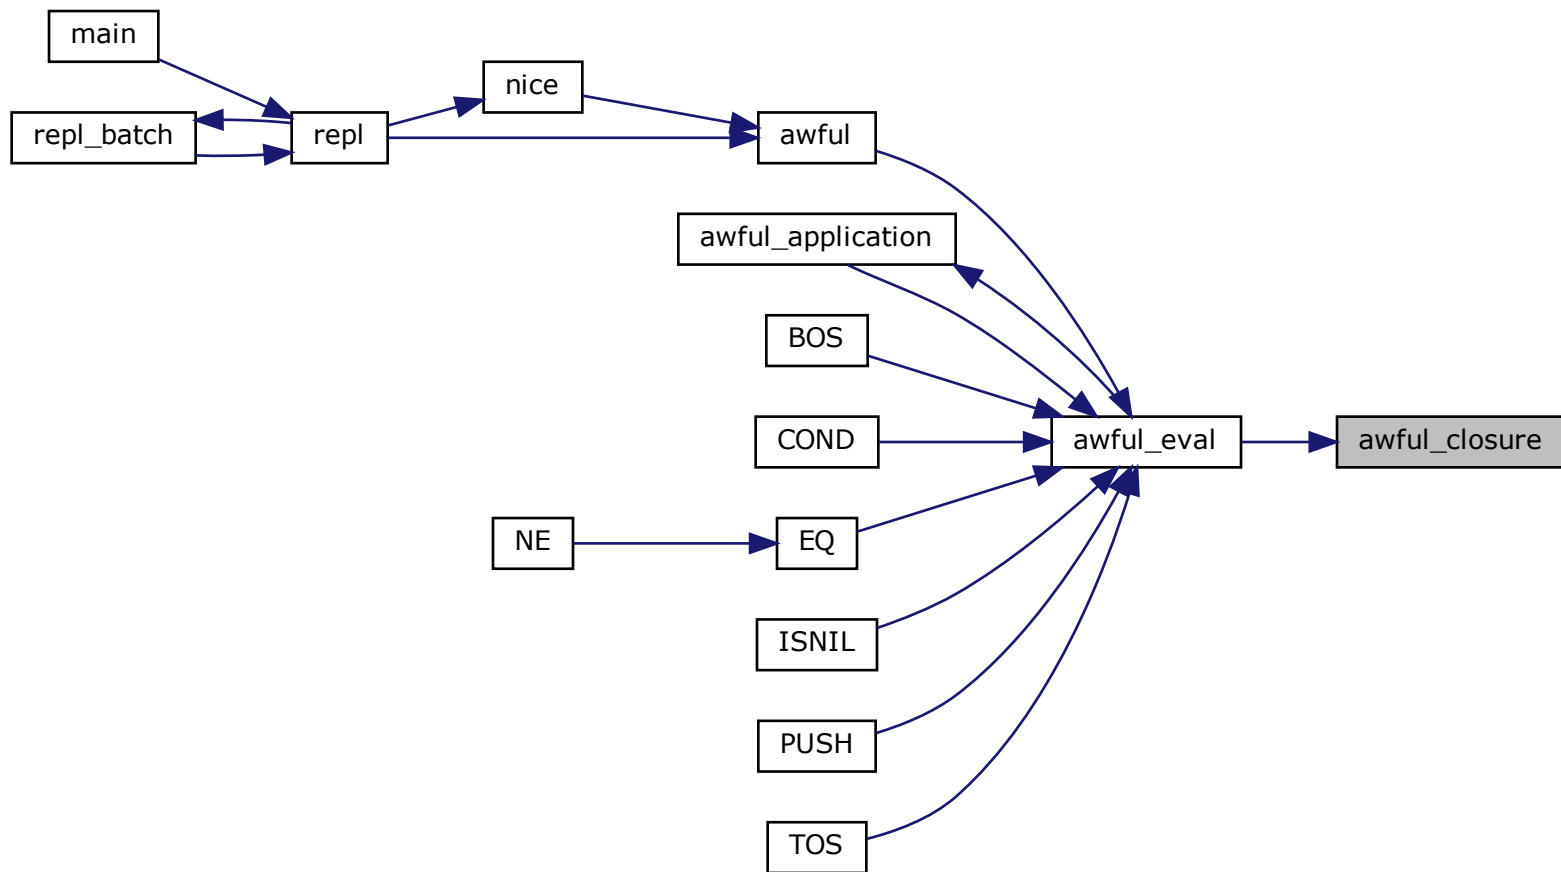 main
nice
repl_batch
repl
awful
awful_application
BOS
COND
awful_eval
awful_closure
NE
EQ
ISNIL
PUSH
TOS